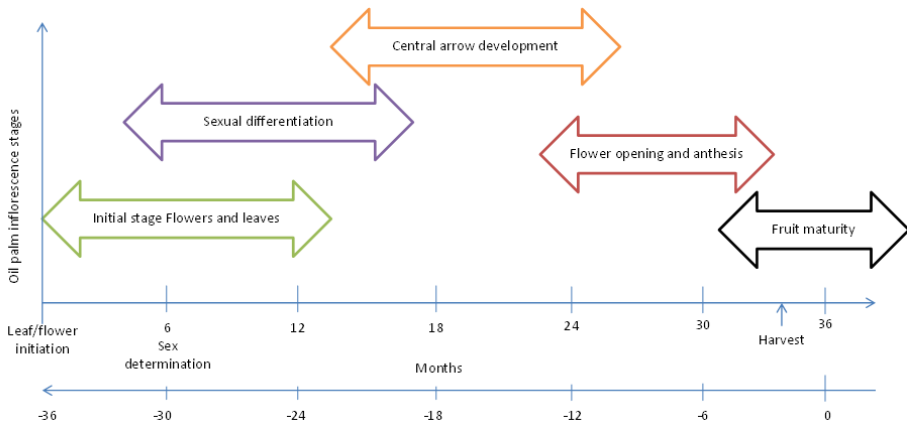 Central arrow development
Sexual differentiation
Flower opening and anthesis
Initial stage Flowers and leaves
Fruit maturity
Oil palm inflorescence stages
Leaf/flower
initiation
6
12
18
24
30
36
Sex
determination
Harvest
Months
-36
-30
-24
-18
-12
-6
0